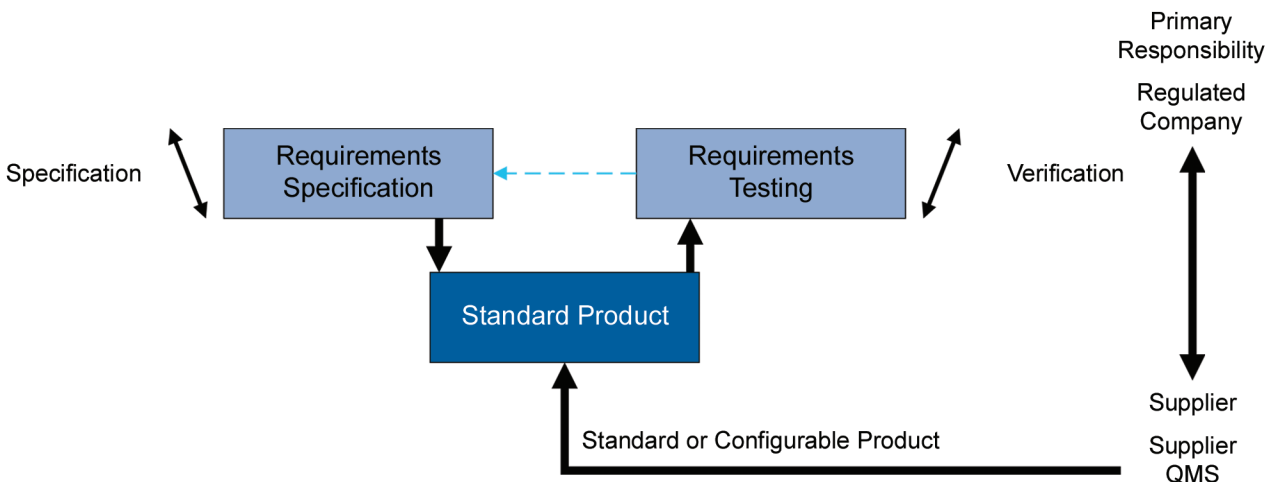 Primary
Responsibility
Regulated
Company
Specification
Requirements
Specification
Requirements
Testing
Verification
Standard Product
Supplier
Standard or Configurable Product
Supplier
QMS